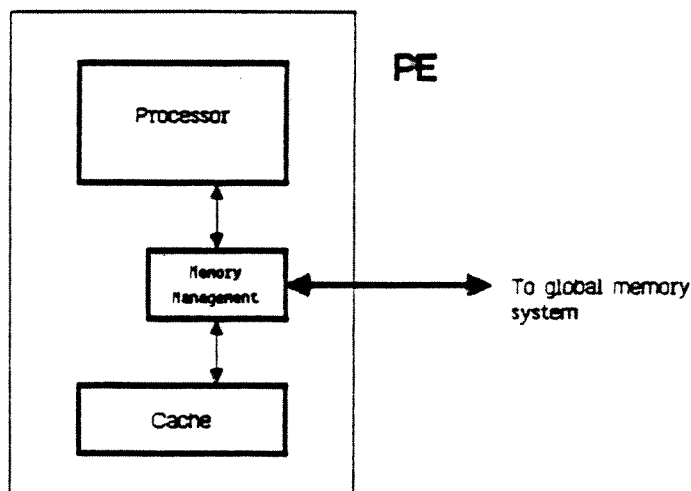 PE
Processor
Memory
Management
To global memory
system
Cache